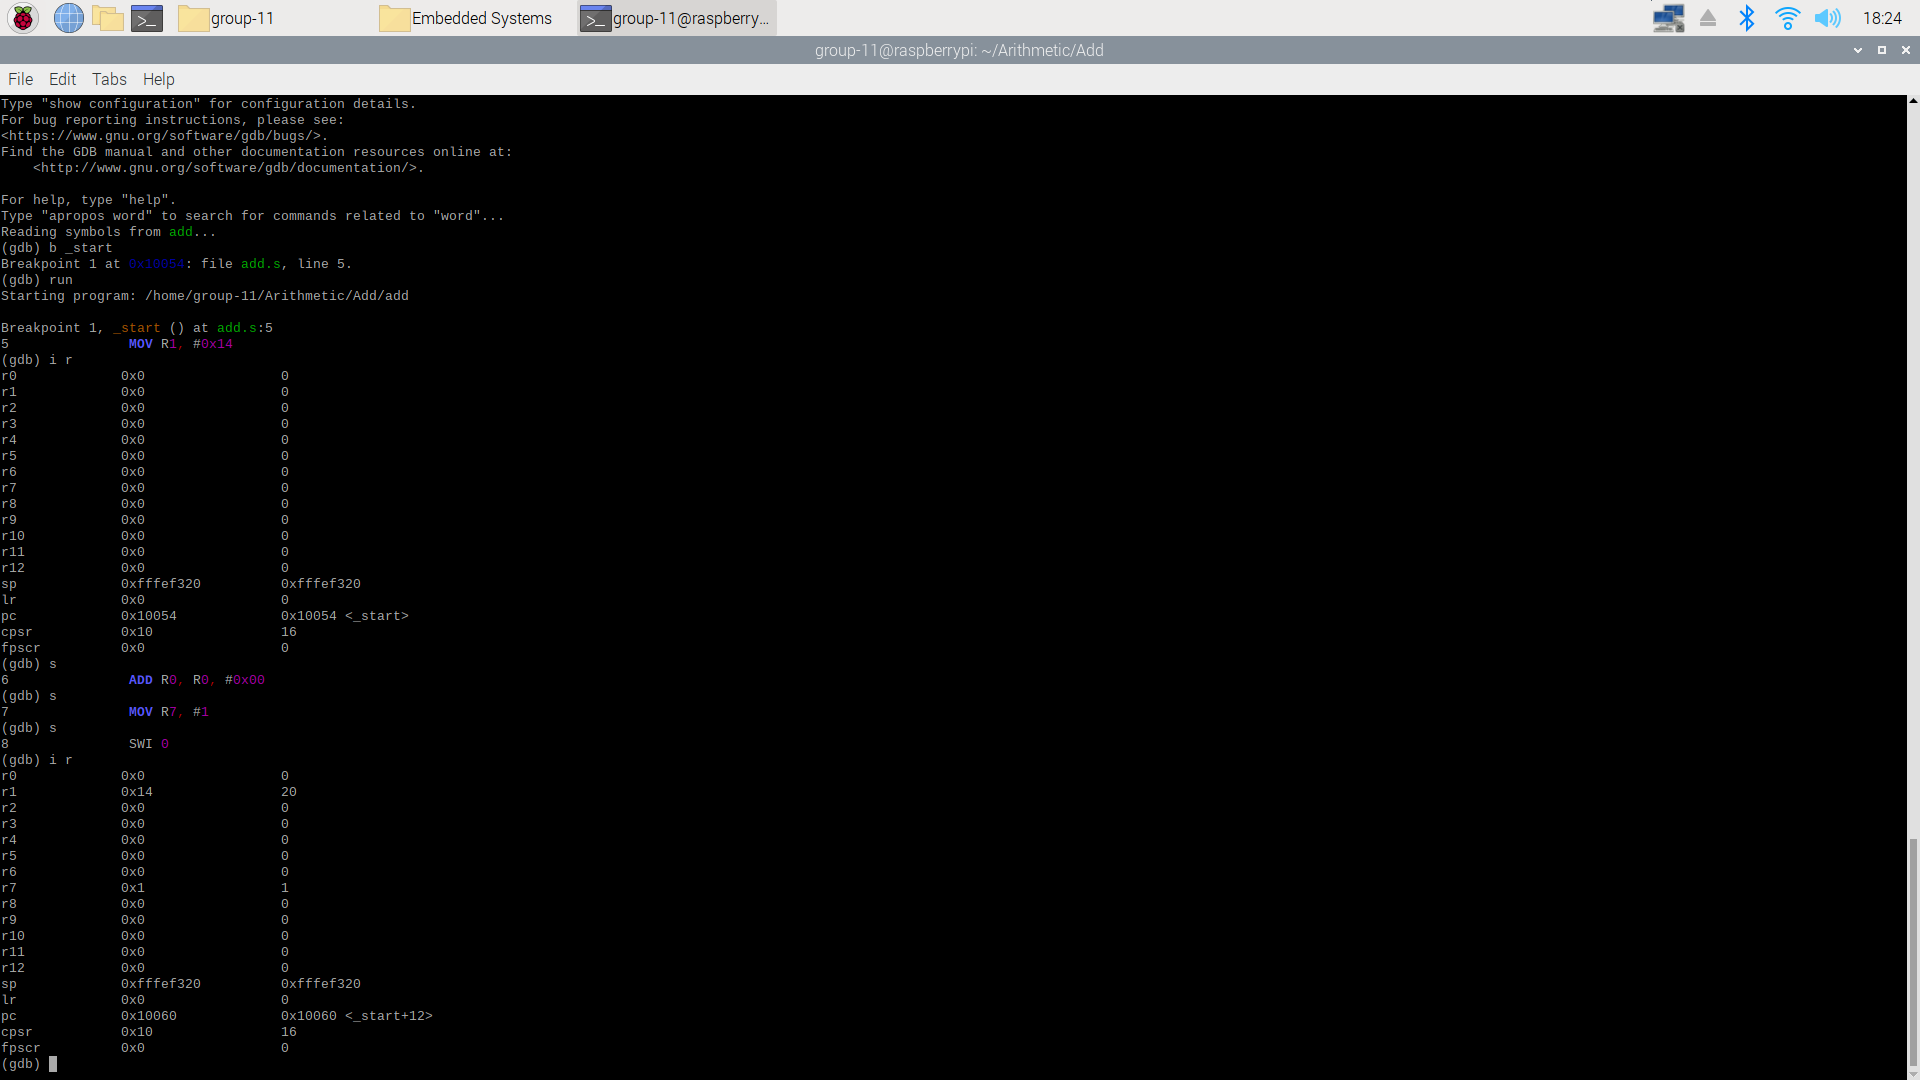 group-11 Embedded Systems group-11@raspberry... 18:24
group-11@raspberrypi: ~/Arithmetic/Add
File Edit Tabs Help
Type "show configuration" for configuration details.
For bug reporting instructions, please see:
<https://www.gnu.org/software/gdb/bugs/>.
Find the GDB manual and other documentation resources online at:
    <http://www.gnu.org/software/gdb/documentation/>.
For help, type "help".
Type "apropos word" to search for commands related to "word"...
Reading symbols from add...
(gdb) b _start
Breakpoint 1 at 0x10054: file add.s, line 5.
(gdb) run
Starting program: /home/group-11/Arithmetic/Add/add
Breakpoint 1, _start () at add.s:5
5               MOV R1, #0x14
(gdb) i r
r0             0x0                 0
r1             0x0                 0
r2             0x0                 0
r3             0x0                 0
r4             0x0                 0
r5             0x0                 0
r6             0x0                 0
r7             0x0                 0
r8             0x0                 0
r9             0x0                 0
r10            0x0                 0
r11            0x0                 0
r12            0x0                 0
sp             0xfffef320          0xfffef320
lr             0x0                 0
pc             0x10054             0x10054 <_start>
cpsr           0x10                16
fpscr          0x0                 0
(gdb) s
6               ADD R0, R0, #0x00
(gdb) s
7               MOV R7, #1
(gdb) s
8               SWI 0
(gdb) i r
r0             0x0                 0
r1             0x14                20
r2             0x0                 0
r3             0x0                 0
r4             0x0                 0
r5             0x0                 0
r6             0x0                 0
r7             0x1                 1
r8             0x0                 0
r9             0x0                 0
r10            0x0                 0
r11            0x0                 0
r12            0x0                 0
sp             0xfffef320          0xfffef320
lr             0x0                 0
pc             0x10060             0x10060 <_start+12>
cpsr           0x10                16
fpscr          0x0                 0
(gdb)